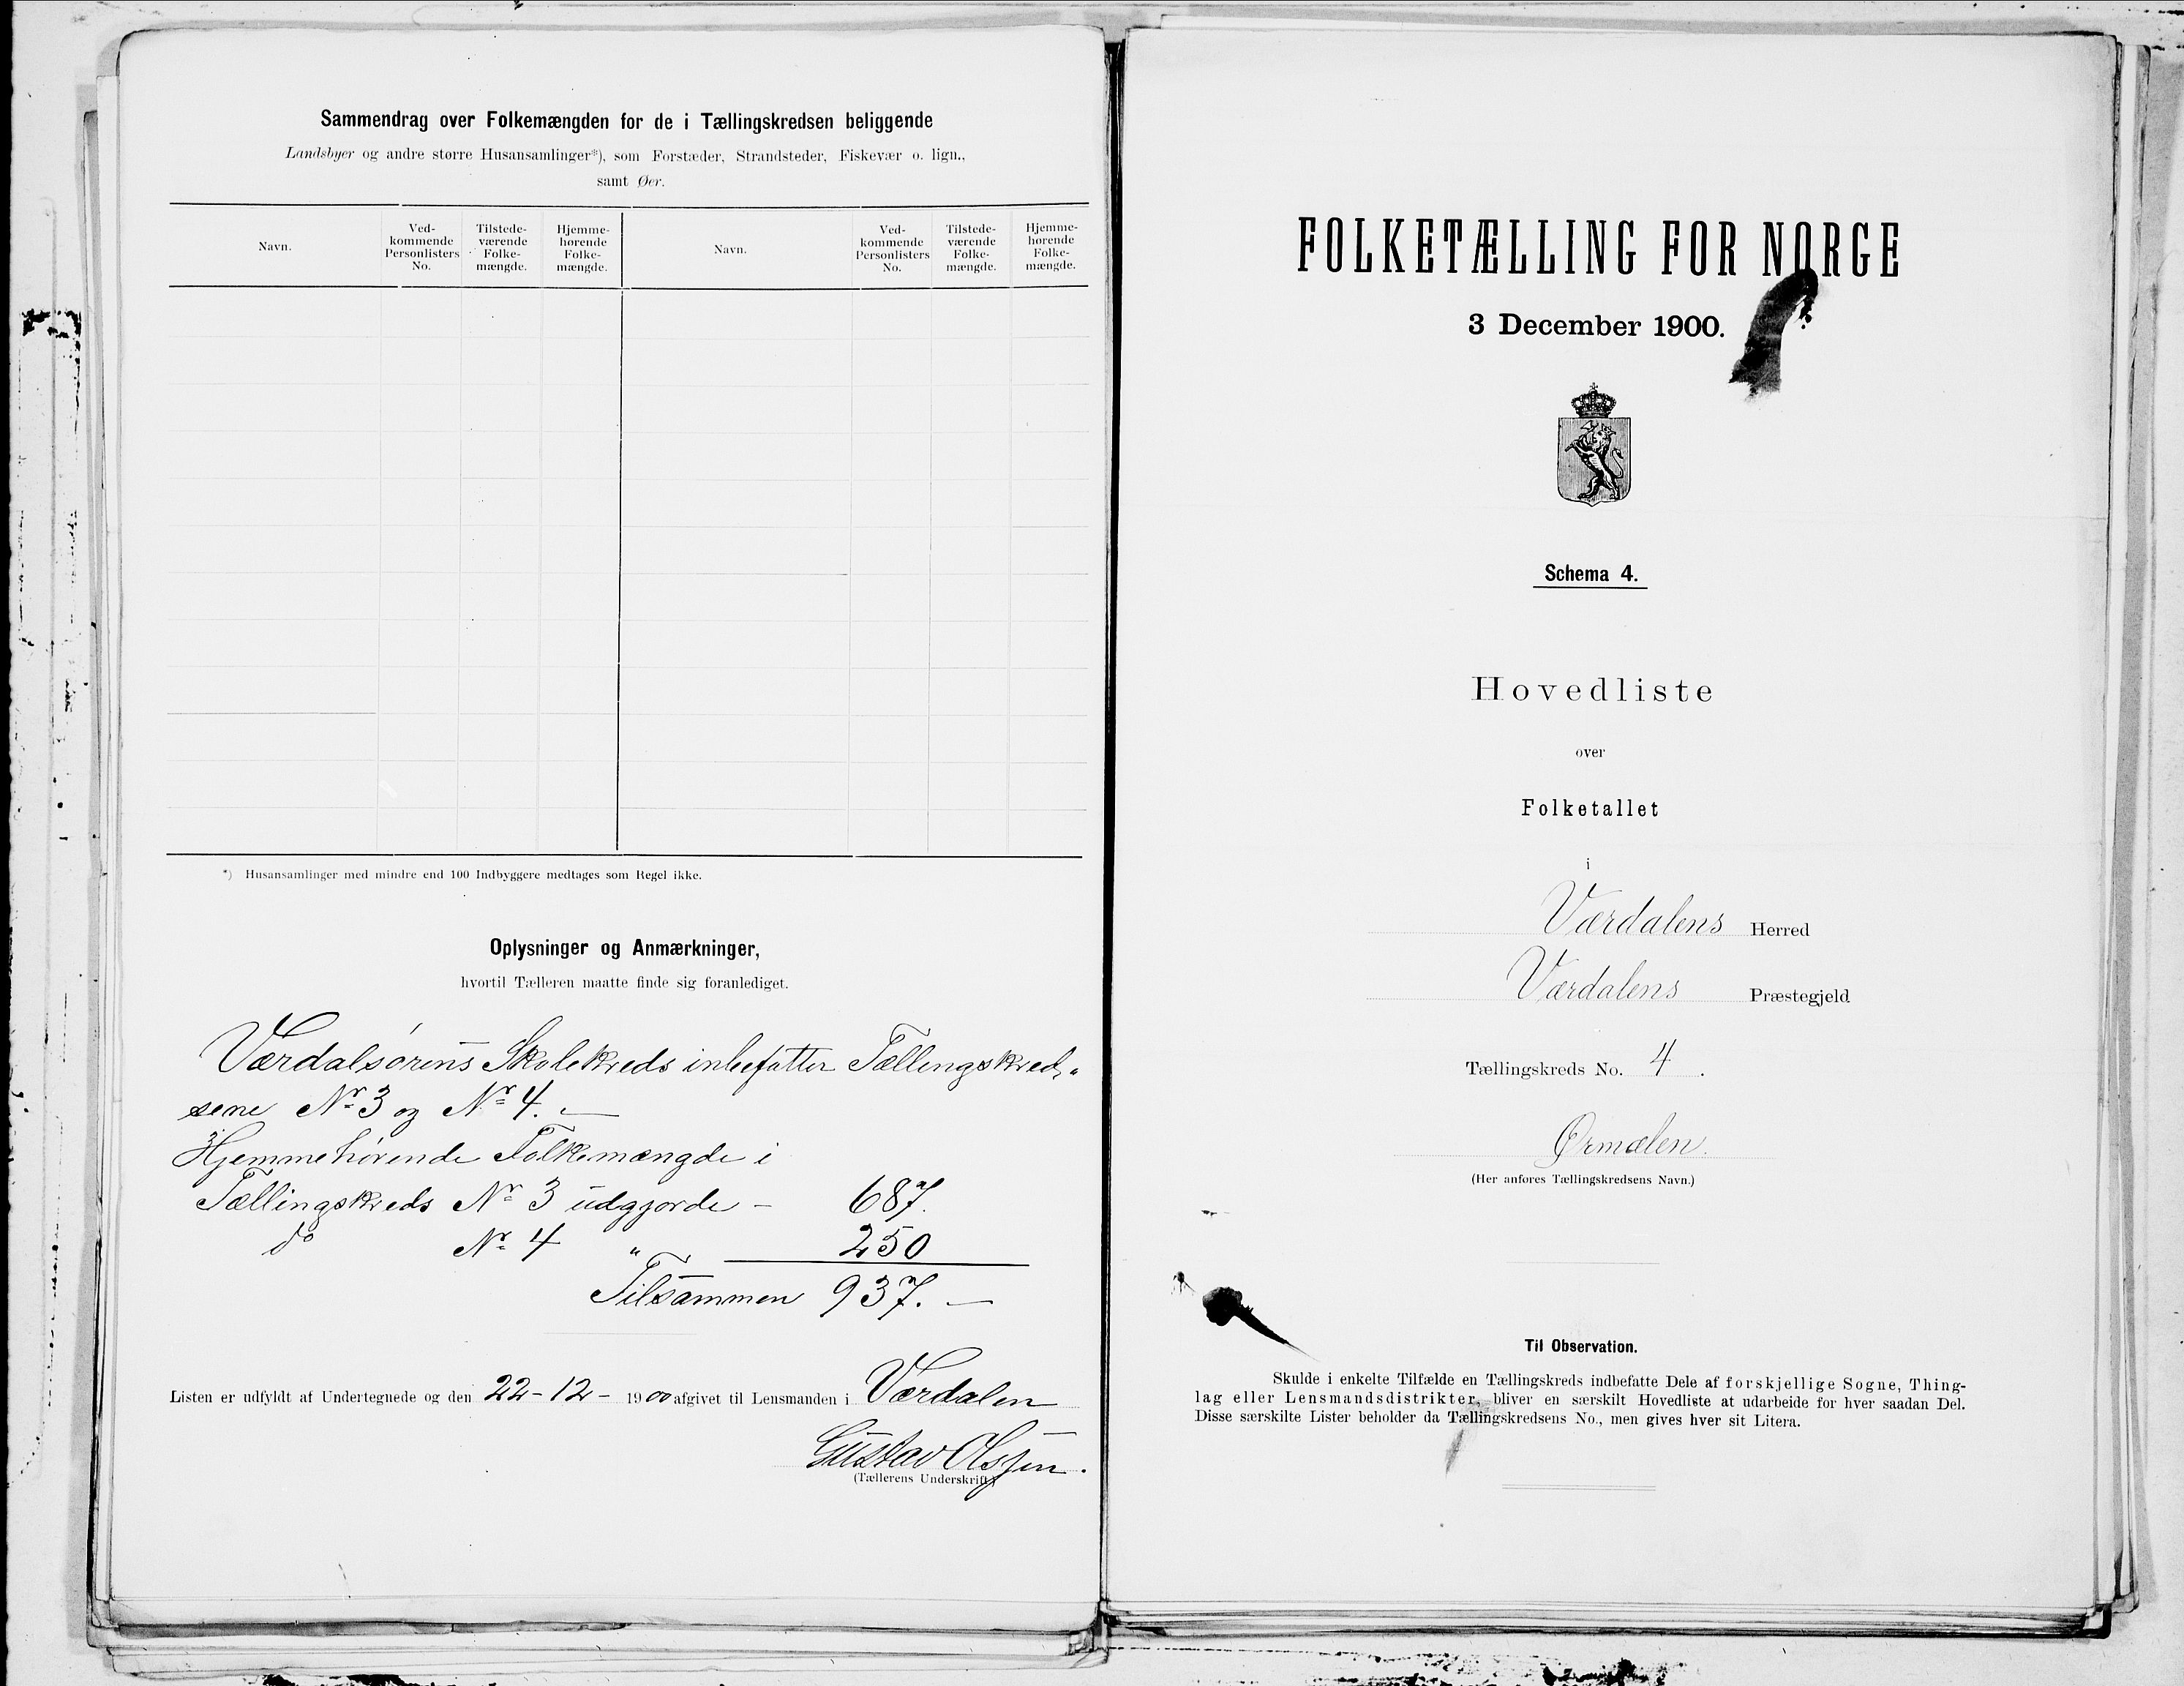 Sammendrag over Folkemængden for de i Tællingskredsen beliggende
Landsbyer og andre større Husansamlinger*), som Forstæder, Strandsteder, Fiskevær o. lign.,
samt Øer.
Navn.
Ved-
kommende
Personlisters
No.
Tilstede-
værende
Folke-
mængde.
Hjemme-
hørende
Folke-
mængde.
Navn.
Ved-
kommende
Personlisters
No.
Tilstede-
værende
Folke-
mængde.
Hjemme-
hørende
Folke-
mængde.
*) Husansamlinger med mindre end 100 Indbyggere medtages som Regel ikke.
Oplysninger og Anmærkninger,
hvortil Tælleren maatte finde sig foranlediget.
Værdalsørens Skolekreds inbefatter Tællingskred-
sene No 3 og No 4. —
Hjemmehørende Folkemængde i
Tællingskreds No 3 udgjorde - 687.
do No 4 " 250
Tilsammen 937. —
Listen er udfyldt af Undertegnede og den 22-12- 1900 afgivet til Lensmanden i Værdalen
Gustav Olssen.
(Tællerens Underskrift)
FOLKETÆLLING FOR NORGE
3 December 1900.
Schema 4.
Hovedliste
over
Folketallet
i
Værdalens Herred
Værdalens Præstegjeld
Tællingskreds No. 4.
Ørmelen.
(Her anføres Tællingskredsens Navn.)
Til Observation.
Skulde i enkelte Tilfælde en Tællingskreds indbefatte Dele af forskjellige Sogne, Thing-
lag eller Lensmandsdistrikter, bliver en særskilt Hovedliste at udarbeide for hver saadan Del.
Disse særskilte Lister beholder da Tællingskredsens No., men gives hver sit Litera.